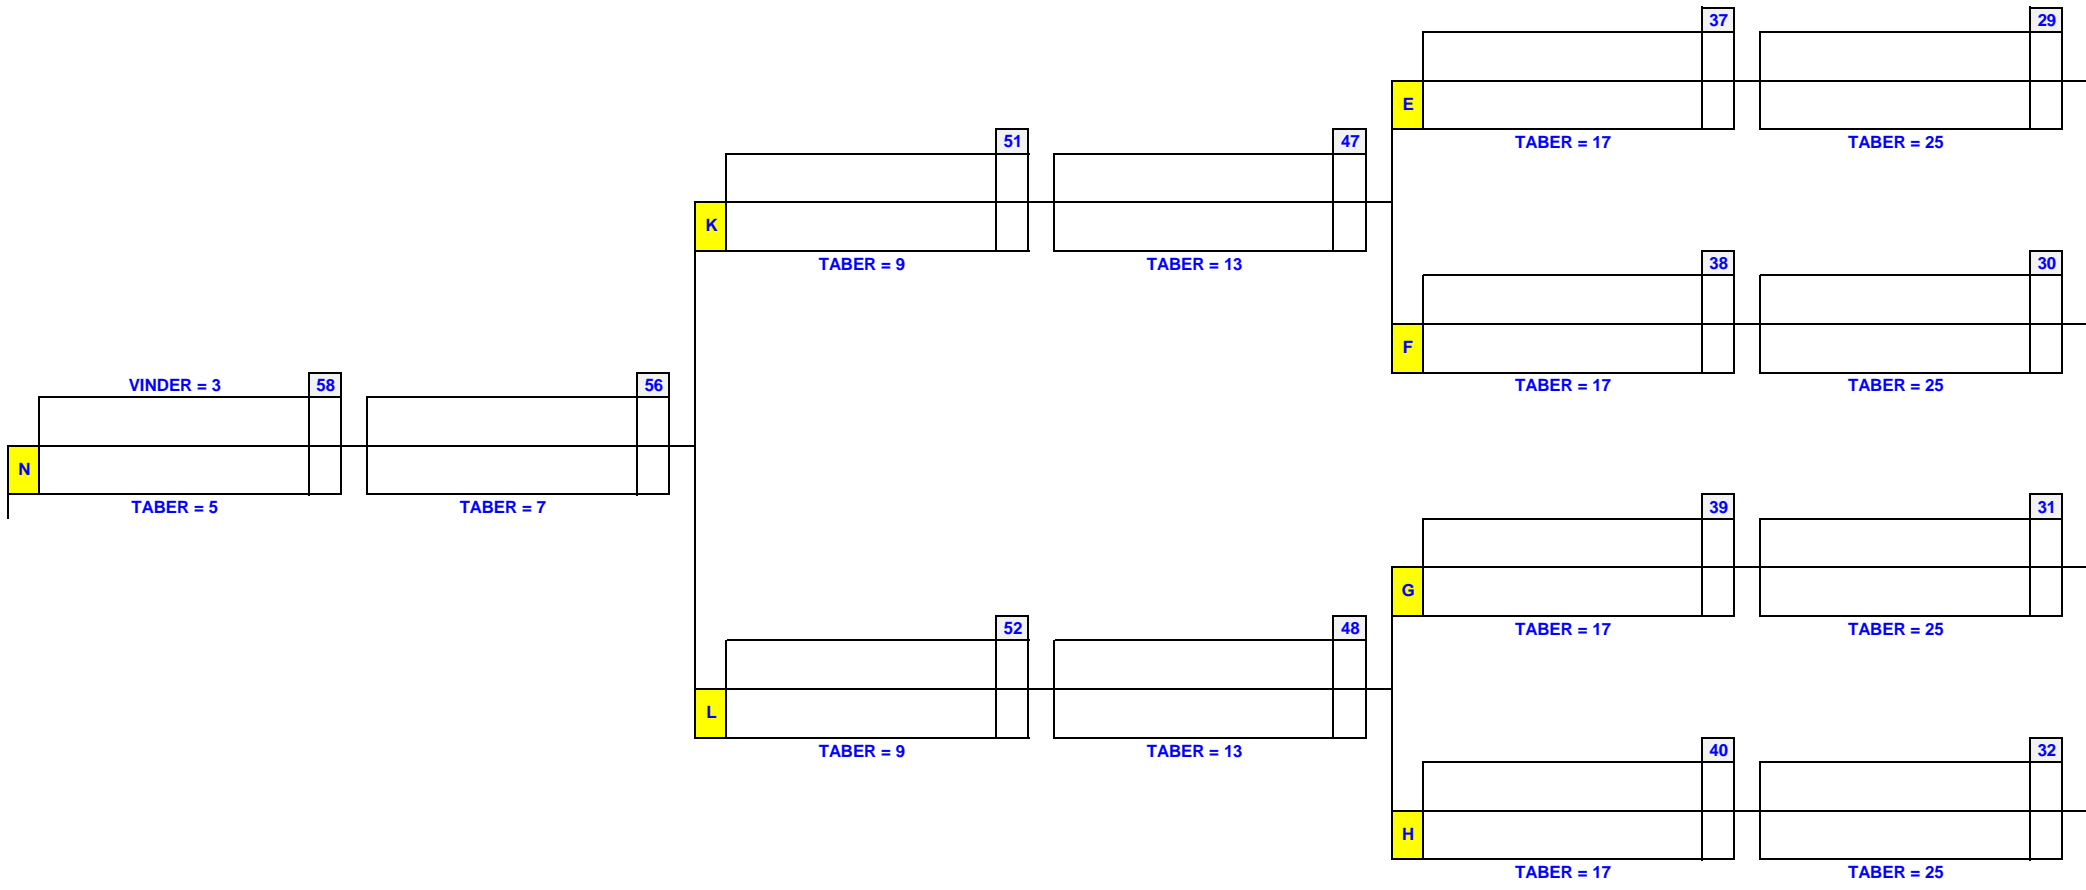 37 29
E
51 47 TABER = 17 TABER = 25
K
TABER = 9 TABER = 13 38 30
F
VINDER = 3 58 56 TABER = 17 TABER = 25
N
TABER = 5 TABER = 7 39 31
G
52 48 TABER = 17 TABER = 25
L
TABER = 9 TABER = 13 40 32
H
TABER = 17 TABER = 25